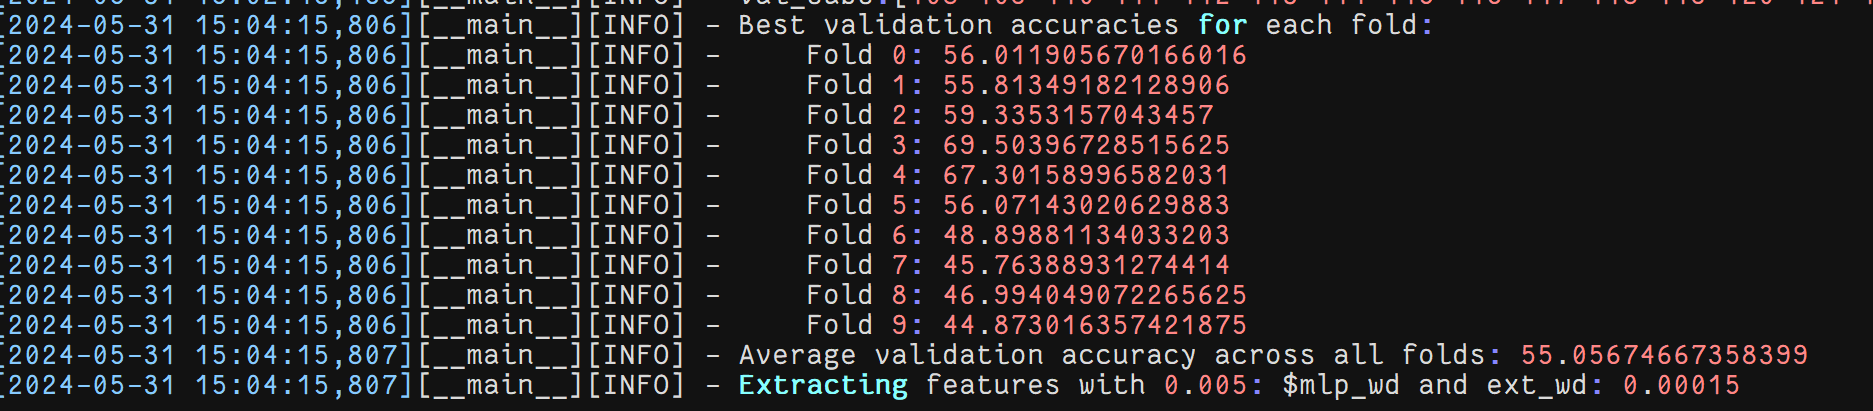 [2024-05-31 15:04:15,806][__main__][INFO] - Best validation accuracies for each fold:
[2024-05-31 15:04:15,806][__main__][INFO] -     Fold 0: 56.011905670166016
[2024-05-31 15:04:15,806][__main__][INFO] -     Fold 1: 55.81349182128906
[2024-05-31 15:04:15,806][__main__][INFO] -     Fold 2: 59.3353157043457
[2024-05-31 15:04:15,806][__main__][INFO] -     Fold 3: 69.50396728515625
[2024-05-31 15:04:15,806][__main__][INFO] -     Fold 4: 67.30158996582031
[2024-05-31 15:04:15,806][__main__][INFO] -     Fold 5: 56.07143020629883
[2024-05-31 15:04:15,806][__main__][INFO] -     Fold 6: 48.89881134033203
[2024-05-31 15:04:15,806][__main__][INFO] -     Fold 7: 45.76388931274414
[2024-05-31 15:04:15,806][__main__][INFO] -     Fold 8: 46.994049072265625
[2024-05-31 15:04:15,806][__main__][INFO] -     Fold 9: 44.873016357421875
[2024-05-31 15:04:15,807][__main__][INFO] - Average validation accuracy across all folds: 55.05674667358399
[2024-05-31 15:04:15,807][__main__][INFO] - Extracting features with 0.005: $mlp_wd and ext_wd: 0.00015